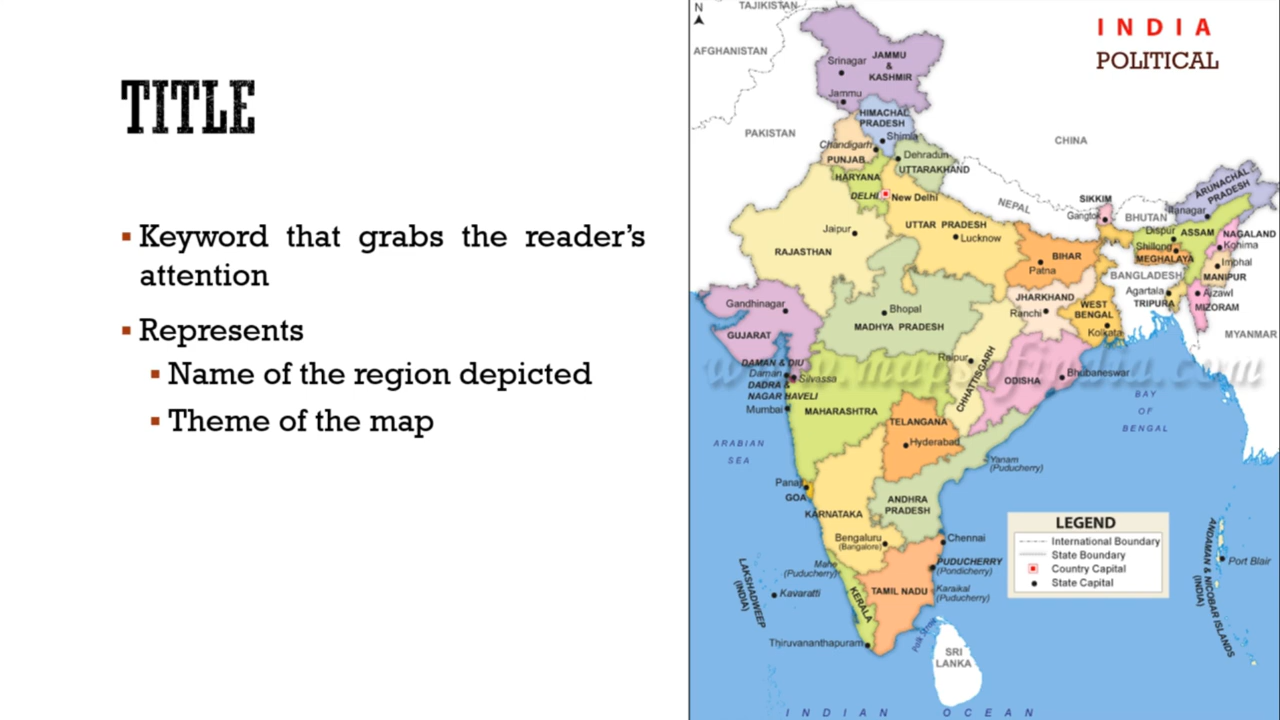 TITLE
▪ Keyword that grabs the reader's
attention
▪ Represents
▪ Name of the region depicted
▪ Theme of the map
N
INDIA
POLITICAL
TAJIKISTAN
AFGHANISTAN
PAKISTAN
CHINA
NEPAL
BHUTAN
BANGLADESH
MYANMAR
Srinagar
JAMMU
&
KASHMIR
Jammu
HIMACHAL
PRADESH
Shimla
Chandigarh
PUNJAB
Dehradun
UTTARAKHAND
HARYANA
DELHI
New Delhi
SIKKIM
Gangtok
ARUNACHAL
PRADESH
Itanagar
Dispur
ASSAM
NAGALAND
Kohima
Shillong
MEGHALAYA
Imphal
MANIPUR
Agartala
TRIPURA
Aizawl
MIZORAM
Jaipur
RAJASTHAN
UTTAR PRADESH
Lucknow
BIHAR
Patna
JHARKHAND
Ranchi
WEST
BENGAL
Kolkata
Gandhinagar
GUJARAT
Bhopal
MADHYA PRADESH
www.mapsofindia.com
Raipur
CHHATTISGARH
ODISHA
Bhubaneswar
DAMAN & DIU
Daman
Silvassa
DADRA &
NAGAR HAVELI
Mumbai
MAHARASHTRA
TELANGANA
Hyderabad
BAY
OF
BENGAL
ARABIAN
SEA
Yanam
(Puducherry)
Panaji
GOA
KARNATAKA
ANDHRA
PRADESH
Bengaluru
(Bangalore)
Chennai
Mahe
(Puducherry)
PUDUCHERRY
(Pondicherry)
TAMIL NADU
Karaikal
(Puducherry)
KERALA
LAKSHADWEEP
(INDIA)
Kavaratti
Thiruvananthapuram
Palk Strait
SRI
LANKA
LEGEND
International Boundary
State Boundary
Country Capital
State Capital
ANDAMAN & NICOBAR ISLANDS
(INDIA)
Port Blair
INDIAN OCEAN